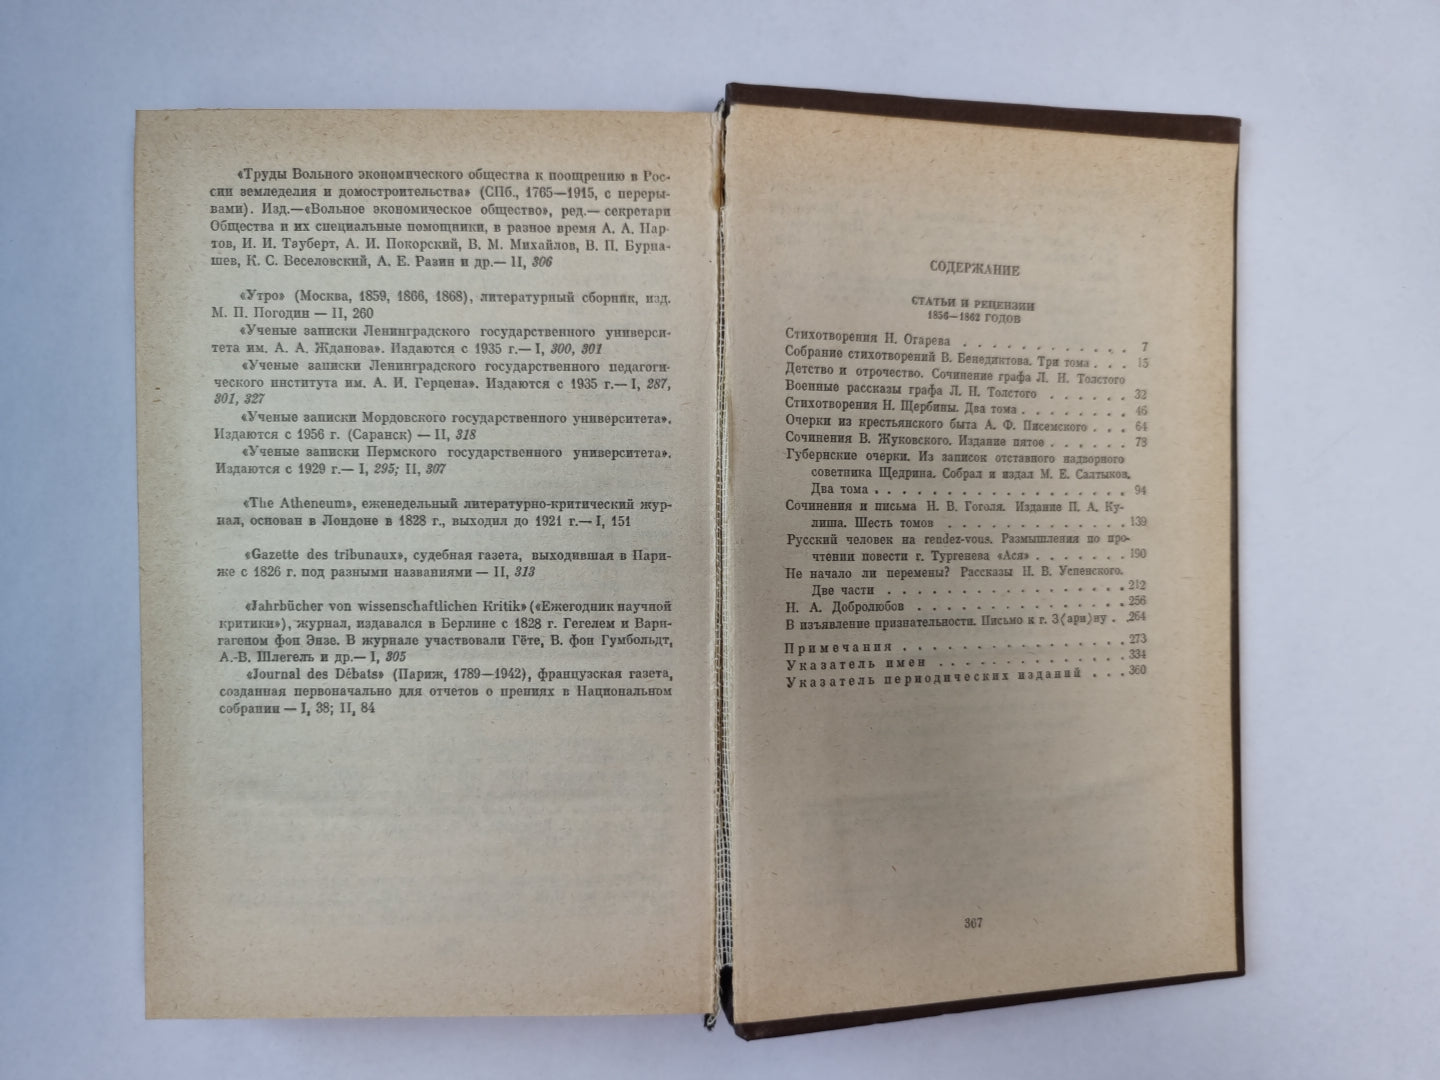 «Труды Вольного экономического общества к поощрению в Рос-
сии земледелия и домостроительства» (СПб., 1765—1915, с переры-
вами). Изд.—«Вольное экономическое общество», ред.— секретари
Общества и их специальные помощники, в разное время А. А. Нар-
тов, И. И. Тауберт, А. И. Покорский, В. М. Михайлов, В. П. Бурна-
шев, К. С. Веселовский, А. Е. Разин и др.— II, 306
«Утро» (Москва, 1859, 1866, 1868), литературный сборник, изд.
М. П. Погодин — II, 260
«Ученые записки Ленинградского государственного универси-
тета им. А. А. Жданова». Издаются с 1935 г.— I, 300, 301
«Ученые записки Ленинградского государственного педагоги-
ческого института им. А. И. Герцена». Издаются с 1935 г.— I, 287,
301, 327
«Ученые записки Мордовского государственного университета».
Издаются с 1956 г. (Саранск) — II, 318
«Ученые записки Пермского государственного университета».
Издаются с 1929 г.— I, 295; II, 307
«The Atheneum», еженедельный литературно-критический жур-
нал, основан в Лондоне в 1828 г., выходил до 1921 г.— I, 151
«Gazette des tribunaux», судебная газета, выходившая в Пари-
же с 1826 г. под разными названиями — II, 313
«Jahrbücher von wissenschaftlichen Kritik» («Ежегодник научной
критики»), журнал, издавался в Берлине с 1828 г. Гегелем и Варн-
гагеном фон Энзе. В журнале участвовали Гёте, В. фон Гумбольдт,
А.-В. Шлегель и др.— I, 305
«Journal des Débats» (Париж, 1789—1942), французская газета,
созданная первоначально для отчетов о прениях в Национальном
собрании — I, 38; II, 84
СОДЕРЖАНИЕ
СТАТЬИ И РЕЦЕНЗИИ
1856—1862 ГОДОВ
Стихотворения Н. Огарева . . . . . . . . . . . . 7
Собрание стихотворений В. Бенедиктова. Три тома . . . 15
Детство и отрочество. Сочинение графа Л. Н. Толстого
Военные рассказы графа Л. Н. Толстого . . . . . . 32
Стихотворения Н. Щербины. Два тома . . . . . . . . 46
Очерки из крестьянского быта А. Ф. Писемского . . . 64
Сочинения В. Жуковского. Издание пятое . . . . . . 78
Губернские очерки. Из записок отставного надворного
советника Щедрина. Собрал и издал М. Е. Салтыков.
Два тома . . . . . . . . . . . . . . . . . . 94
Сочинения и письма Н. В. Гоголя. Издание П. А. Ку-
лиша. Шесть томов . . . . . . . . . . . . . 139
Русский человек на rendez-vous. Размышления по про-
чтении повести г. Тургенева «Ася» . . . . . . . 190
Не начало ли перемены? Рассказы Н. В. Успенского.
Две части . . . . . . . . . . . . . . . . . 212
Н. А. Добролюбов . . . . . . . . . . . . . . . 256
В изъявление признательности. Письмо к г. З(ари)ну . . 264
Примечания . . . . . . . . . . . . . . . . 273
Указатель имен . . . . . . . . . . . . . 334
Указатель периодических изданий . . . 360
367